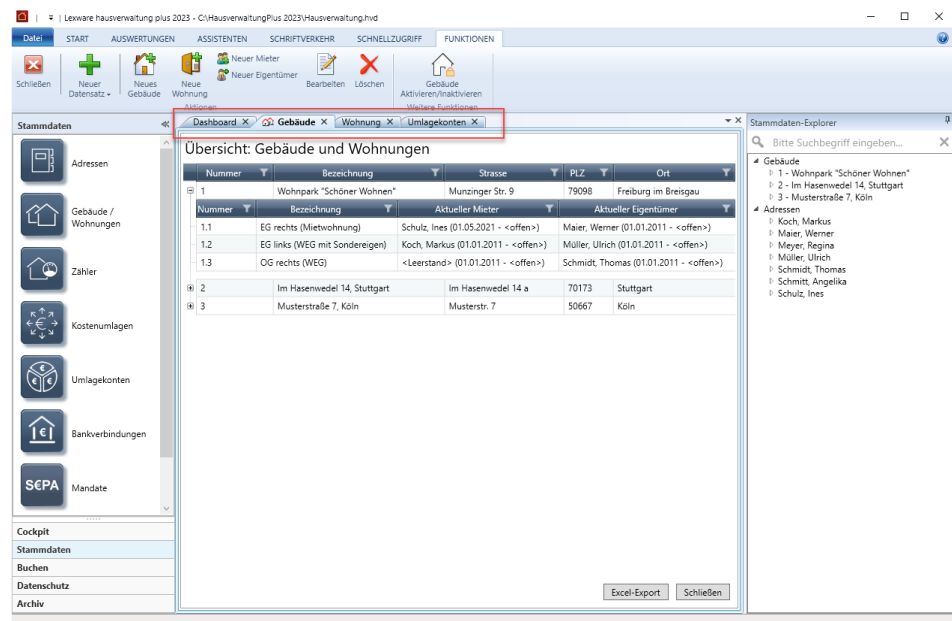 Lexware hausverwaltung plus 2023 - C:\HausverwaltungPlus 2023\Hausverwaltung.hvd
Datei START AUSWERTUNGEN ASSISTENTEN SCHRIFTVERKEHR SCHNELLZUGRIFF FUNKTIONEN
Schließen
Neuer Datensatz
Neues Gebäude
Neue Wohnung
Neuer Mieter
Neuer Eigentümer
Bearbeiten
Löschen
Gebäude Aktivieren/Inaktivieren
Aktionen
Weitere Funktionen
Stammdaten
Adressen
Gebäude / Wohnungen
Zähler
Kostenumlagen
Umlagekonten
Bankverbindungen
S€PA
Mandate
Cockpit
Stammdaten
Buchen
Datenschutz
Archiv
Dashboard X Gebäude X Wohnung X Umlagekonten X
Übersicht: Gebäude und Wohnungen
Nummer Bezeichnung Strasse PLZ Ort
1 Wohnpark "Schöner Wohnen" Munzinger Str. 9 79098 Freiburg im Breisgau
Nummer Bezeichnung Aktueller Mieter Aktueller Eigentümer
1.1 EG rechts (Mietwohnung) Schulz, Ines (01.05.2021 - <offen>) Maier, Werner (01.01.2011 - <offen>)
1.2 EG links (WEG mit Sondereigen) Koch, Markus (01.01.2011 - <offen>) Müller, Ulrich (01.01.2011 - <offen>)
1.3 OG rechts (WEG) <Leerstand> (01.01.2011 - <offen>) Schmidt, Thomas (01.01.2011 - <offen>)
2 Im Hasenwedel 14, Stuttgart Im Hasenwedel 14 a 70173 Stuttgart
3 Musterstraße 7, Köln Musterstr. 7 50667 Köln
Excel-Export Schließen
Stammdaten-Explorer
Bitte Suchbegriff eingeben...
Gebäude
1 - Wohnpark "Schöner Wohnen"
2 - Im Hasenwedel 14, Stuttgart
3 - Musterstraße 7, Köln
Adressen
Koch, Markus
Maier, Werner
Meyer, Regina
Müller, Ulrich
Schmidt, Thomas
Schmitt, Angelika
Schulz, Ines